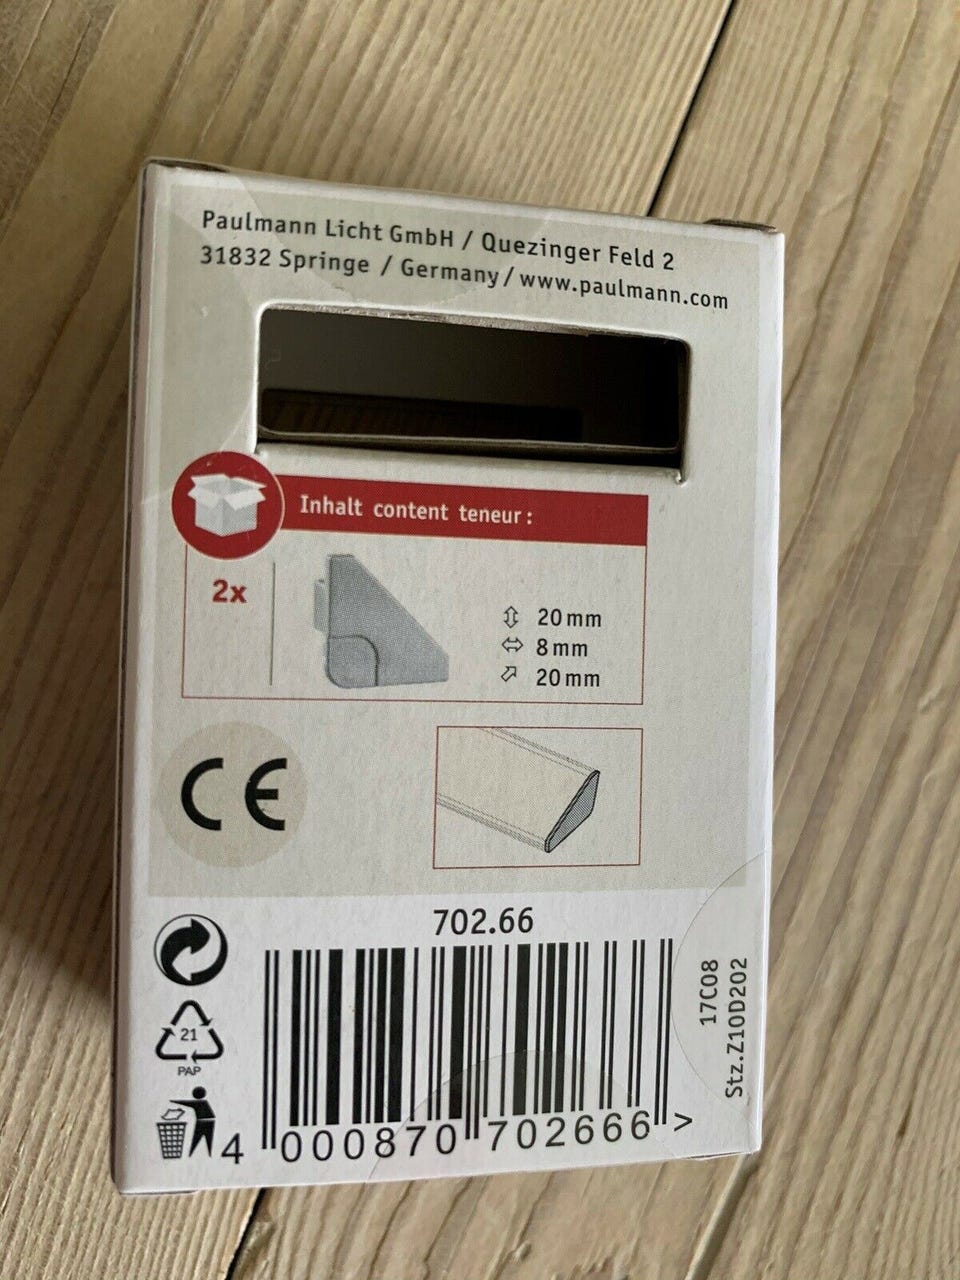 Paulmann Licht GmbH / Quezinger Feld 2
31832 Springe / Germany / www.paulmann.com
Inhalt content teneur :
2x
20 mm
8 mm
20 mm
CE
702.66
21
PAP
4 000870 702666 >
17C08
Stz.Z10D202